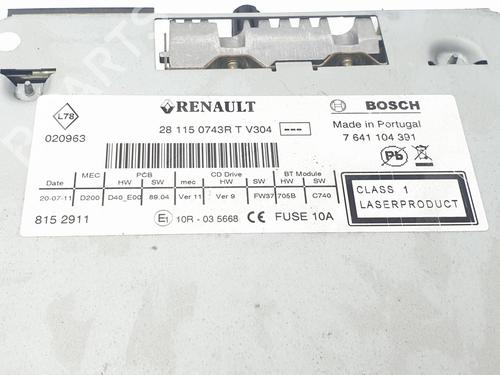 L78
020963
RENAULT
28 115 0743R T V304
---
BOSCH
Made in Portugal
7 641 104 391
Pb
MEC PCB CD Drive BT Module
Date HW SW mec HW SW
20-07-11 D200 D40_E00 89.04 Ver 11 Ver 9 FW37 705B C740
815 2911
E1 10R - 03 5668 CE FUSE 10A
CLASS 1
LASERPRODUCT